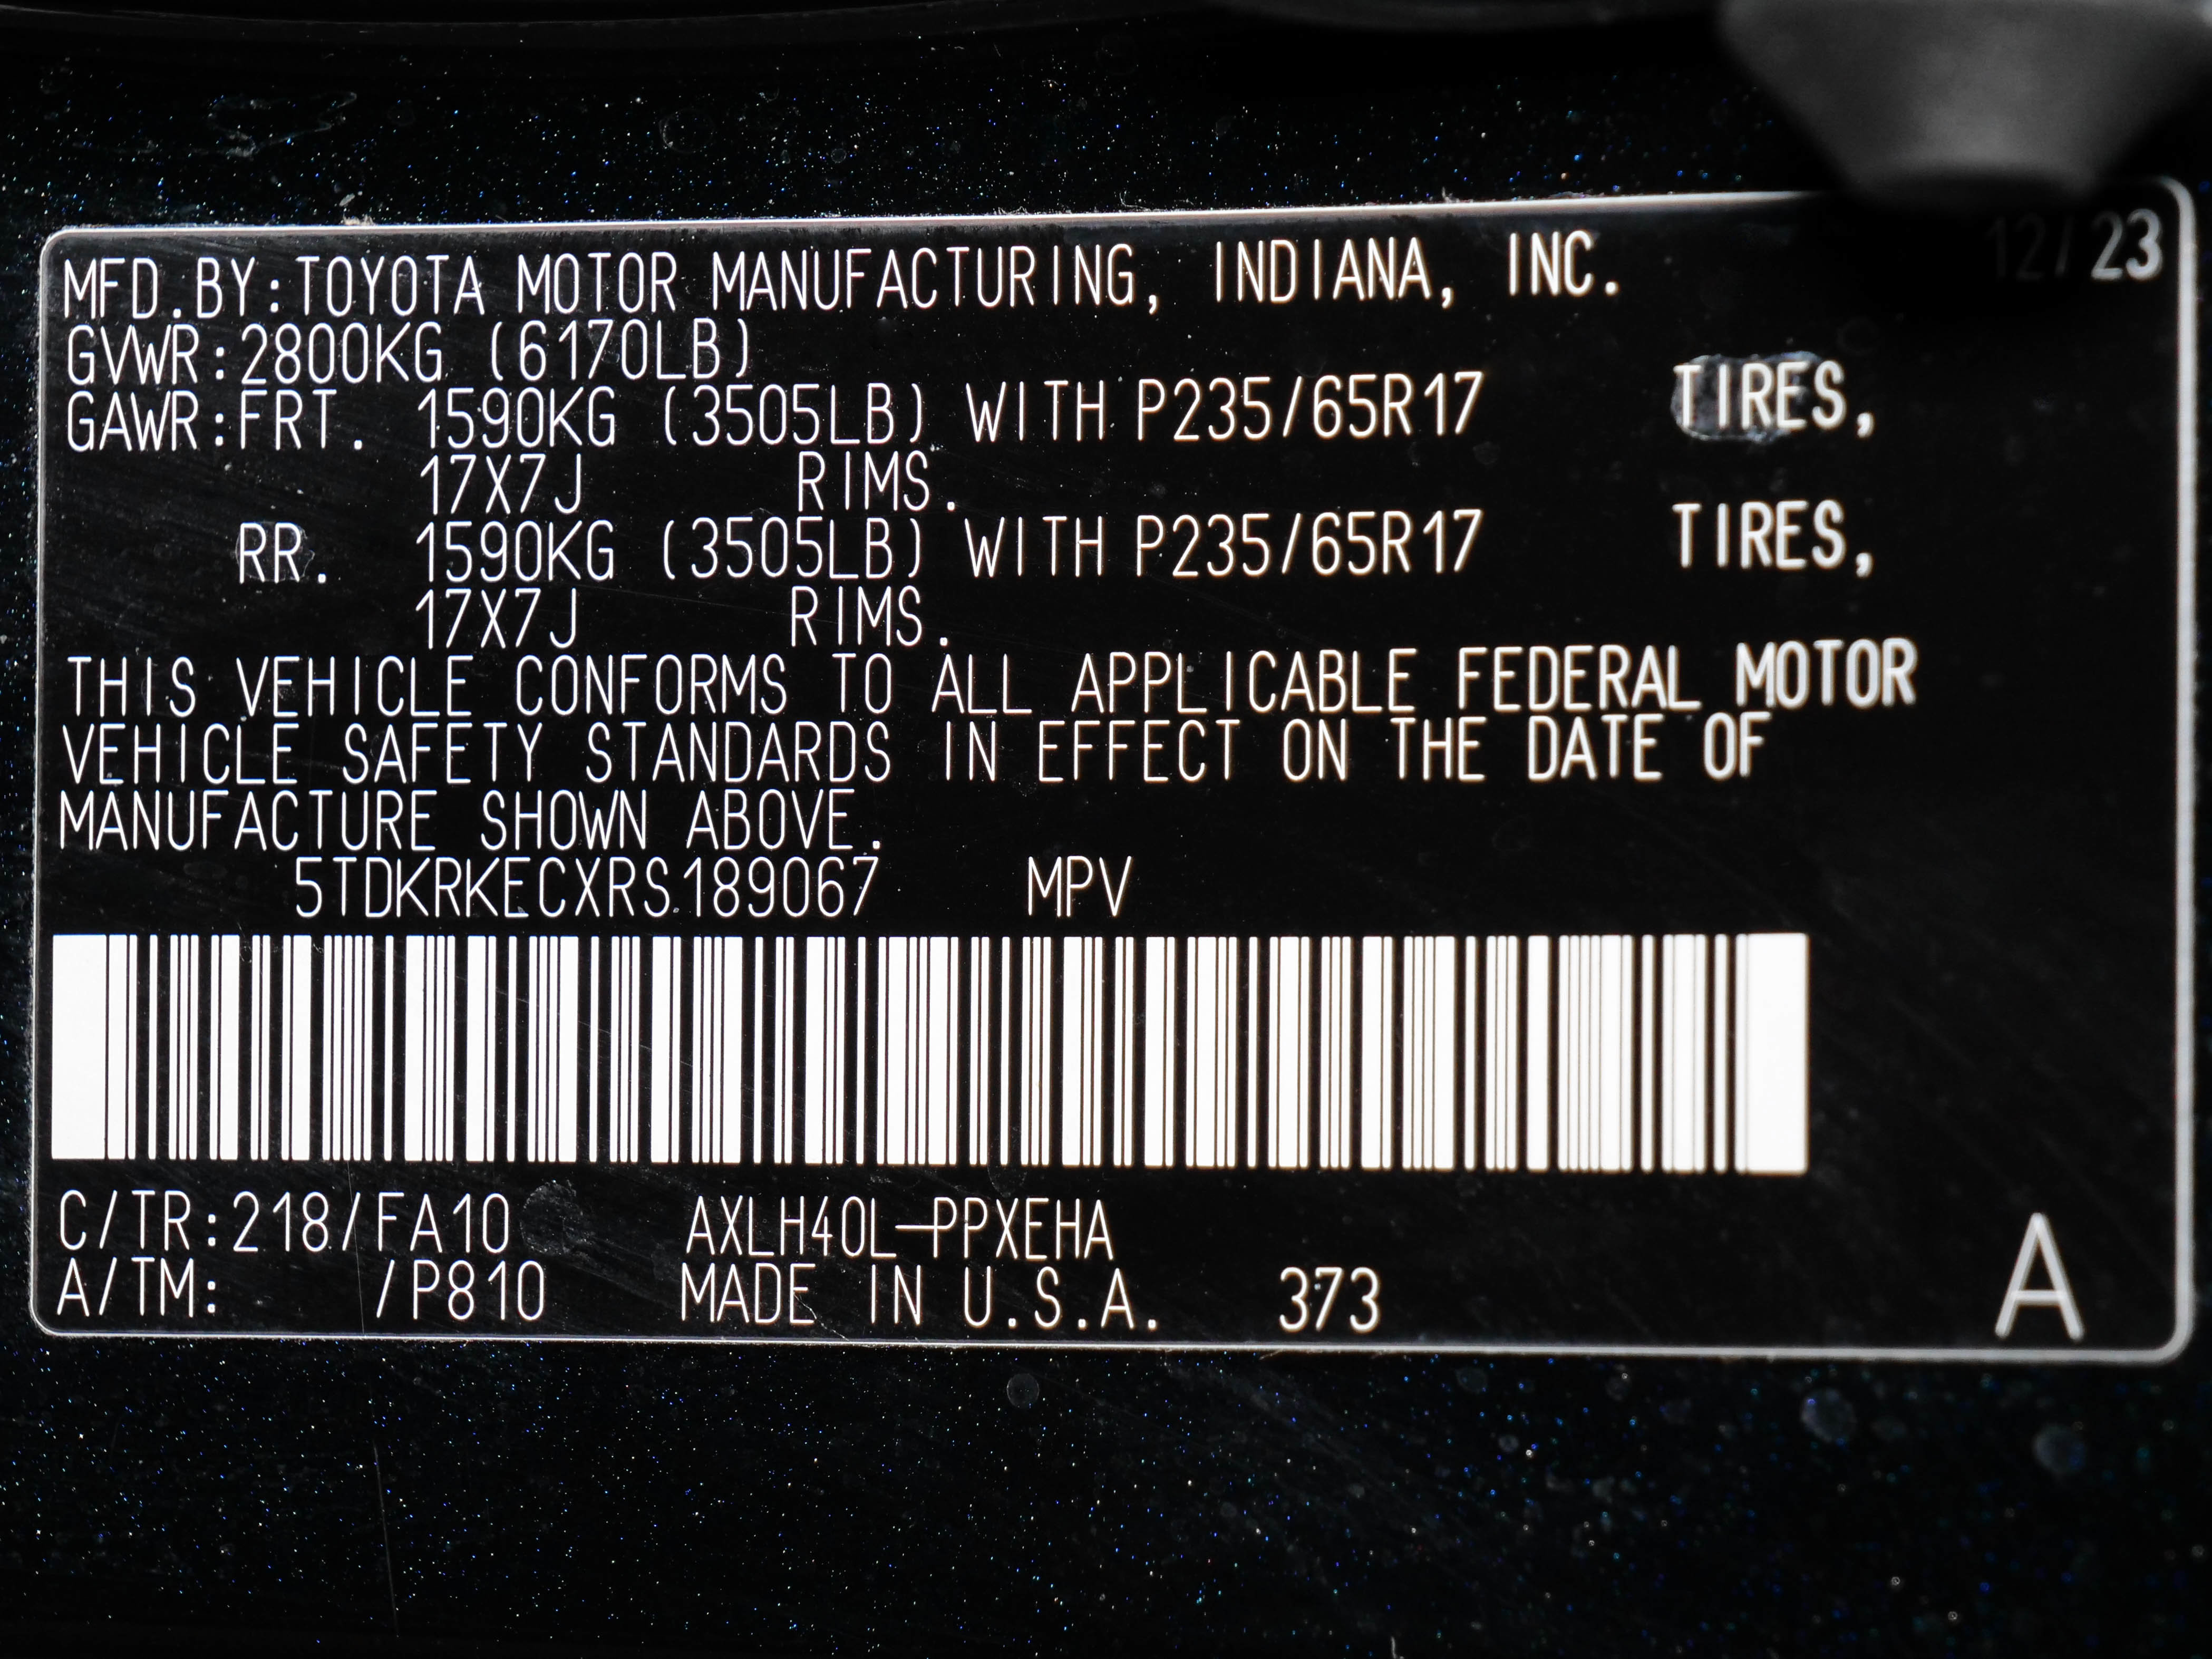 12/23
MFD.BY:TOYOTA MOTOR MANUFACTURING, INDIANA, INC.
GVWR:2800KG (6170LB)
GAWR:FRT. 1590KG (3505LB) WITH P235/65R17 TIRES,
17X7J RIMS.
RR. 1590KG (3505LB) WITH P235/65R17 TIRES,
17X7J RIMS.
THIS VEHICLE CONFORMS TO ALL APPLICABLE FEDERAL MOTOR
VEHICLE SAFETY STANDARDS IN EFFECT ON THE DATE OF
MANUFACTURE SHOWN ABOVE.
5TDKRKECXRS189067 MPV
C/TR:218/FA10 AXLH40L-PPXEHA
A/TM: /P810 MADE IN U.S.A. 373
A